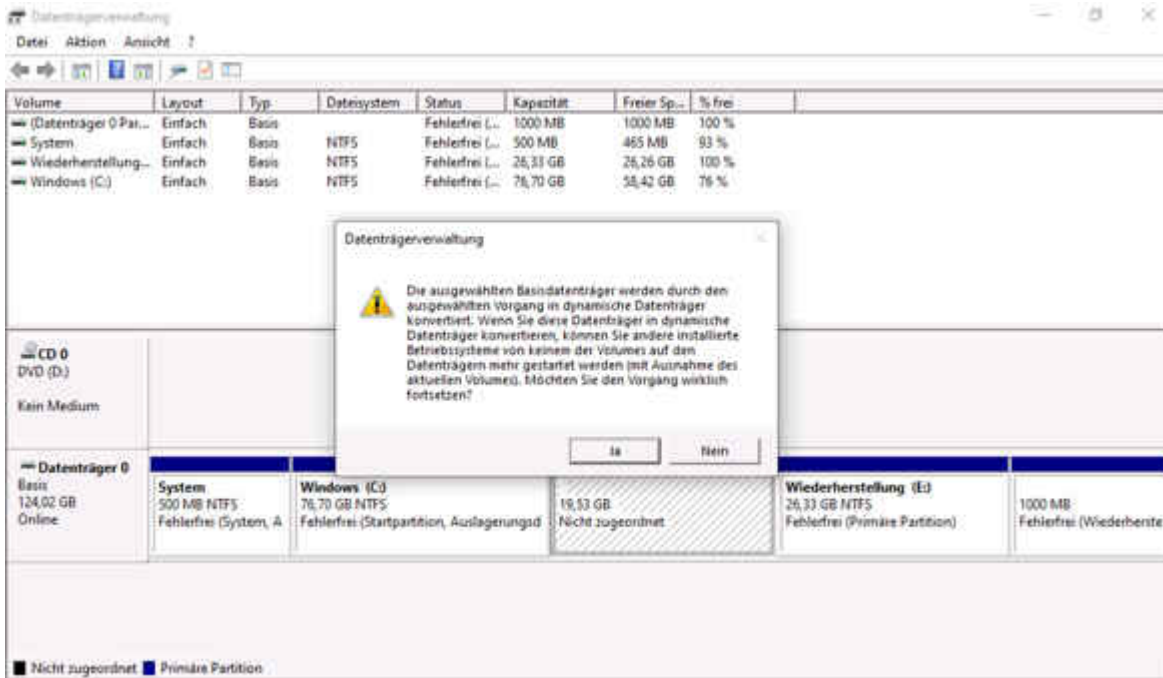 Datenträgerverwaltung
Datei Aktion Ansicht ?
Volume Layout Typ Dateisystem Status Kapazität Freier Sp... % frei
(Datenträger 0 Par... Einfach Basis Fehlerfrei (... 1000 MB 1000 MB 100 %
System Einfach Basis NTFS Fehlerfrei (... 500 MB 465 MB 93 %
Wiederherstellung... Einfach Basis NTFS Fehlerfrei (... 26,33 GB 26,26 GB 100 %
Windows (C:) Einfach Basis NTFS Fehlerfrei (... 76,70 GB 58,42 GB 76 %
Datenträgerverwaltung
Die ausgewählten Basisdatenträger werden durch den
ausgewählten Vorgang in dynamische Datenträger
konvertiert. Wenn Sie diese Datenträger in dynamische
Datenträger konvertieren, können Sie andere installierte
Betriebssysteme von keinem der Volumes auf den
Datenträgern mehr gestartet werden (mit Ausnahme des
aktuellen Volumes). Möchten Sie den Vorgang wirklich
fortsetzen?
Ja Nein
CD 0
DVD (D:)
Kein Medium
Datenträger 0
Basis
124,02 GB
Online
System
500 MB NTFS
Fehlerfrei (System, A
Windows (C:)
76,70 GB NTFS
Fehlerfrei (Startpartition, Auslagerungsd
19,53 GB
Nicht zugeordnet
Wiederherstellung (E:)
26,33 GB NTFS
Fehlerfrei (Primäre Partition)
1000 MB
Fehlerfrei (Wiederherste
Nicht zugeordnet Primäre Partition